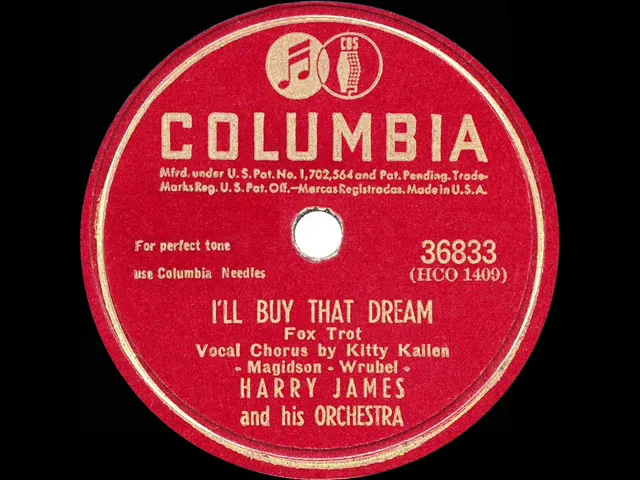 CBS
COLUMBIA
Mfrd. under U.S. Pat. No. 1,702,564 and Pat. Pending. Trade-
Marks Reg. U.S. Pat. Off.—Marcas Registradas. Made in U.S.A.
For perfect tone
use Columbia Needles
36833
(HCO 1409)
I'LL BUY THAT DREAM
Fox Trot
Vocal Chorus by Kitty Kallen
- Magidson - Wrubel -
HARRY JAMES
and his ORCHESTRA